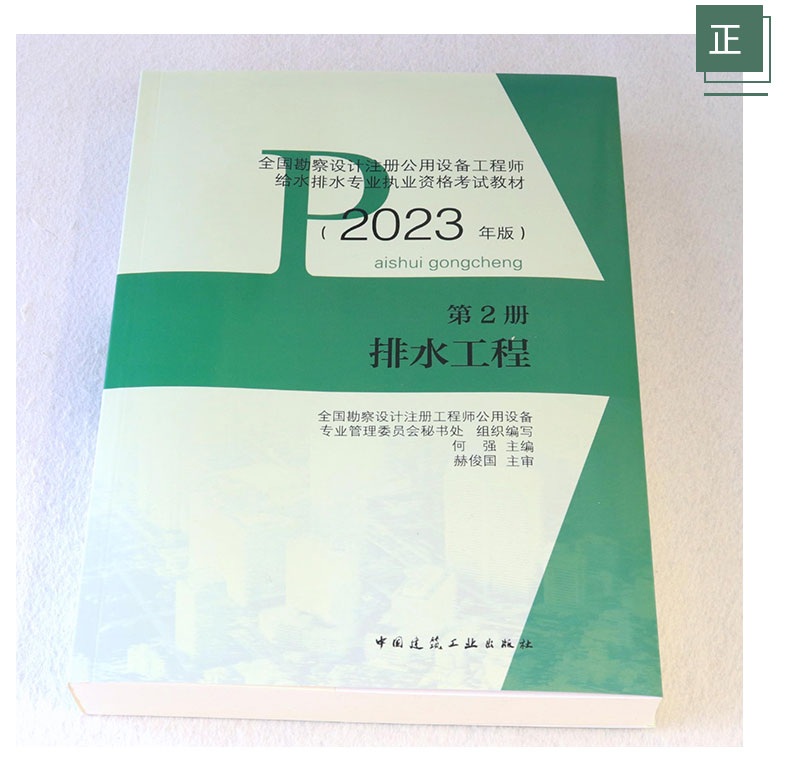 正
全国勘察设计注册公用设备工程师
给水排水专业执业资格考试教材
P
（2023 年版）
aishui gongcheng
第 2 册
排水工程
全国勘察设计注册工程师公用设备
专业管理委员会秘书处 组织编写
何 强 主编
赫俊国 主审
中国建筑工业出版社